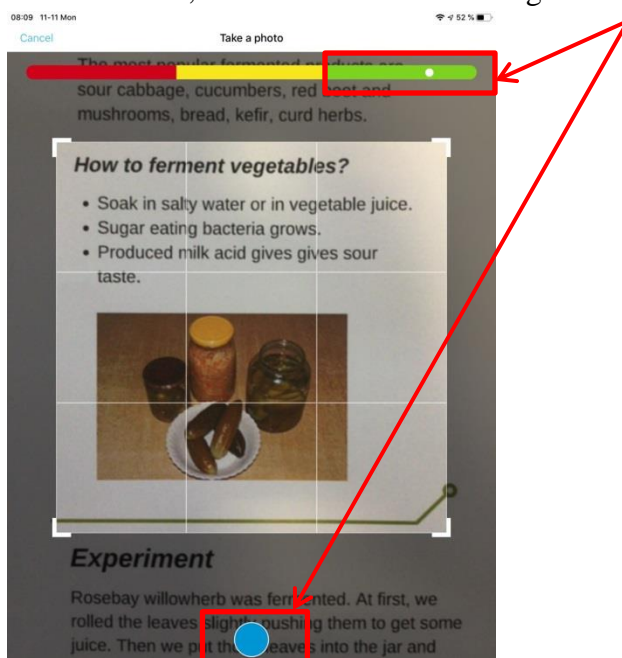 08:09 11-11 Mon
52 %
Cancel
Take a photo
The most popular fermented products are
sour cabbage, cucumbers, red beet and
mushrooms, bread, kefir, curd herbs.
How to ferment vegetables?
• Soak in salty water or in vegetable juice.
• Sugar eating bacteria grows.
• Produced milk acid gives gives sour
taste.
Experiment
Rosebay willowherb was fermented. At first, we
rolled the leaves slightly pushing them to get some
juice. Then we put the leaves into the jar and